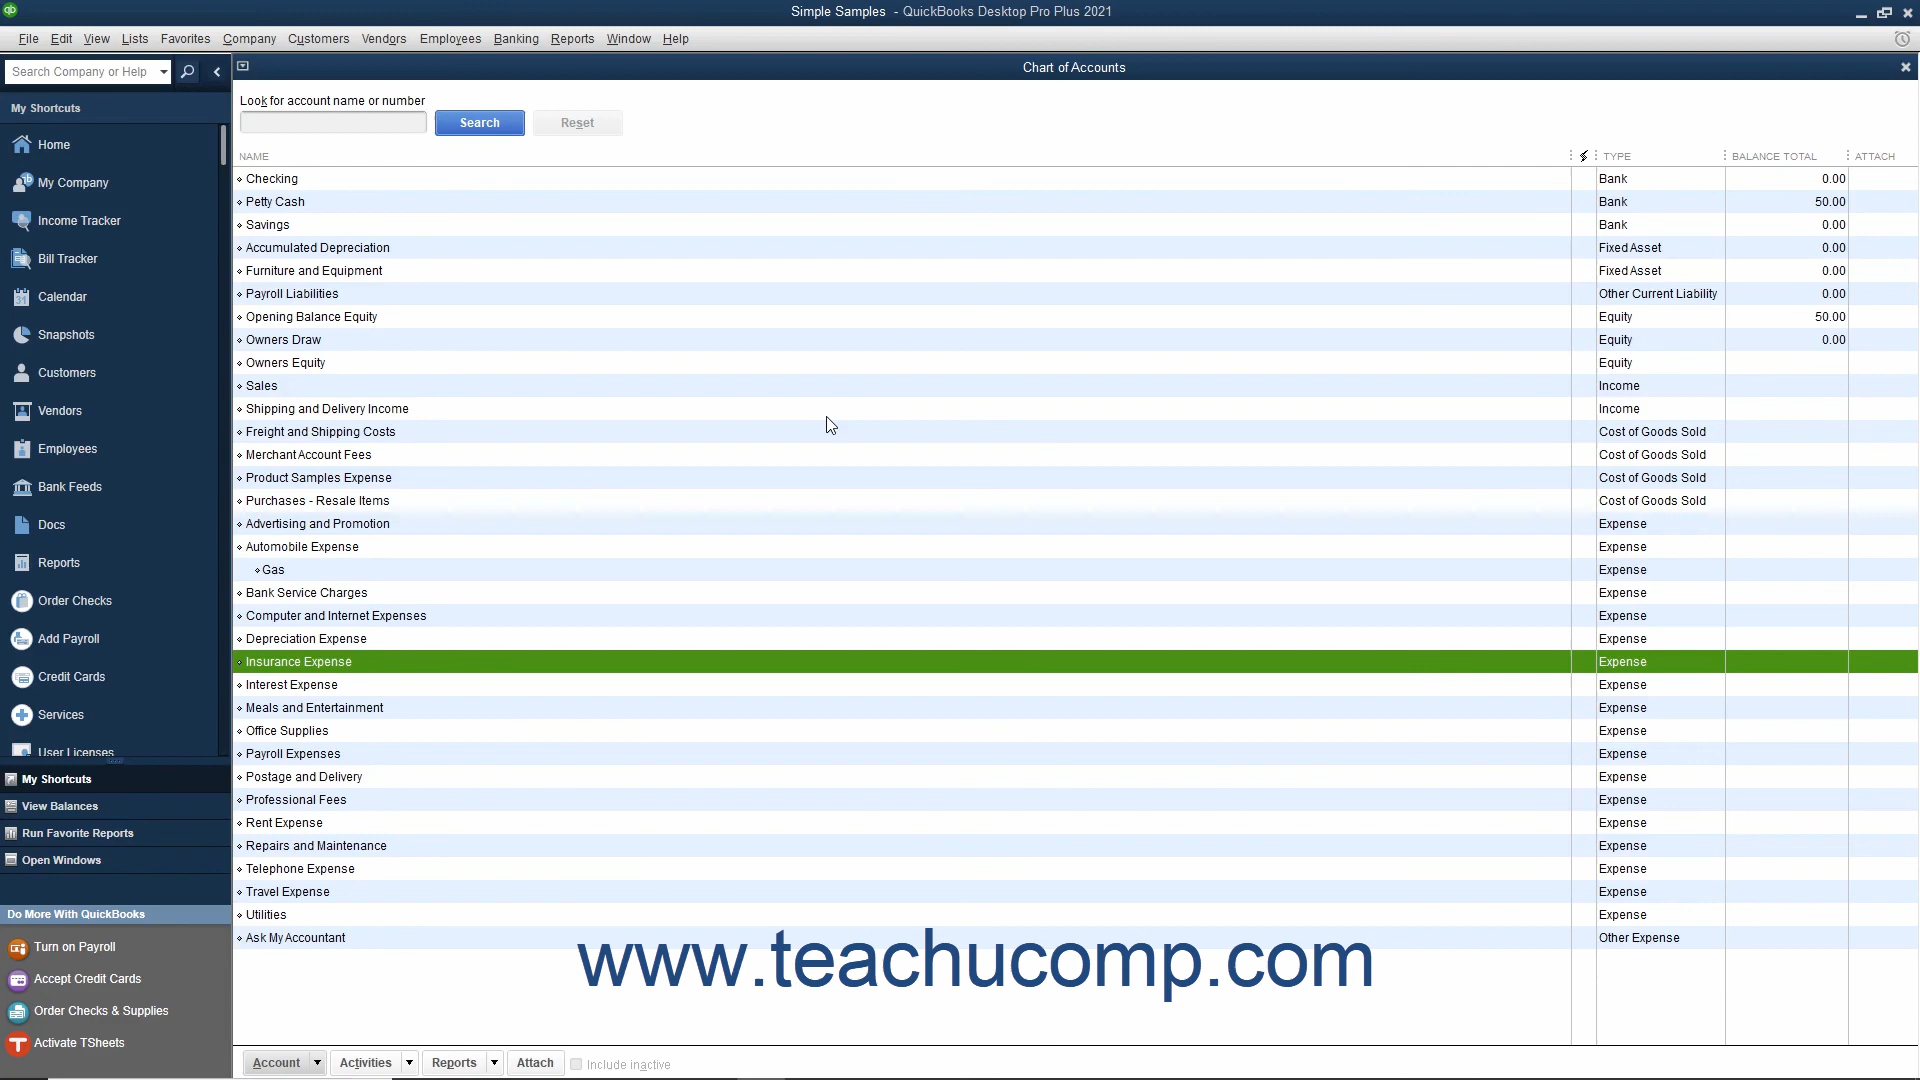 Simple Samples - QuickBooks Desktop Pro Plus 2021
File Edit View Lists Favorites Company Customers Vendors Employees Banking Reports Window Help
Search Company or Help
Chart of Accounts
My Shortcuts
Home
My Company
Income Tracker
Bill Tracker
Calendar
Snapshots
Customers
Vendors
Employees
Bank Feeds
Docs
Reports
Order Checks
Add Payroll
Credit Cards
Services
User Licenses
My Shortcuts
View Balances
Run Favorite Reports
Open Windows
Do More With QuickBooks
Turn on Payroll
Accept Credit Cards
Order Checks & Supplies
Activate TSheets
Look for account name or number
Search Reset
NAME TYPE BALANCE TOTAL ATTACH
Checking Bank 0.00
Petty Cash Bank 50.00
Savings Bank 0.00
Accumulated Depreciation Fixed Asset 0.00
Furniture and Equipment Fixed Asset 0.00
Payroll Liabilities Other Current Liability 0.00
Opening Balance Equity Equity 50.00
Owners Draw Equity 0.00
Owners Equity Equity
Sales Income
Shipping and Delivery Income Income
Freight and Shipping Costs Cost of Goods Sold
Merchant Account Fees Cost of Goods Sold
Product Samples Expense Cost of Goods Sold
Purchases - Resale Items Cost of Goods Sold
Advertising and Promotion Expense
Automobile Expense Expense
Gas Expense
Bank Service Charges Expense
Computer and Internet Expenses Expense
Depreciation Expense Expense
Insurance Expense Expense
Interest Expense Expense
Meals and Entertainment Expense
Office Supplies Expense
Payroll Expenses Expense
Postage and Delivery Expense
Professional Fees Expense
Rent Expense Expense
Repairs and Maintenance Expense
Telephone Expense Expense
Travel Expense Expense
Utilities Expense
Ask My Accountant Other Expense
www.teachucomp.com
Account Activities Reports Attach Include inactive